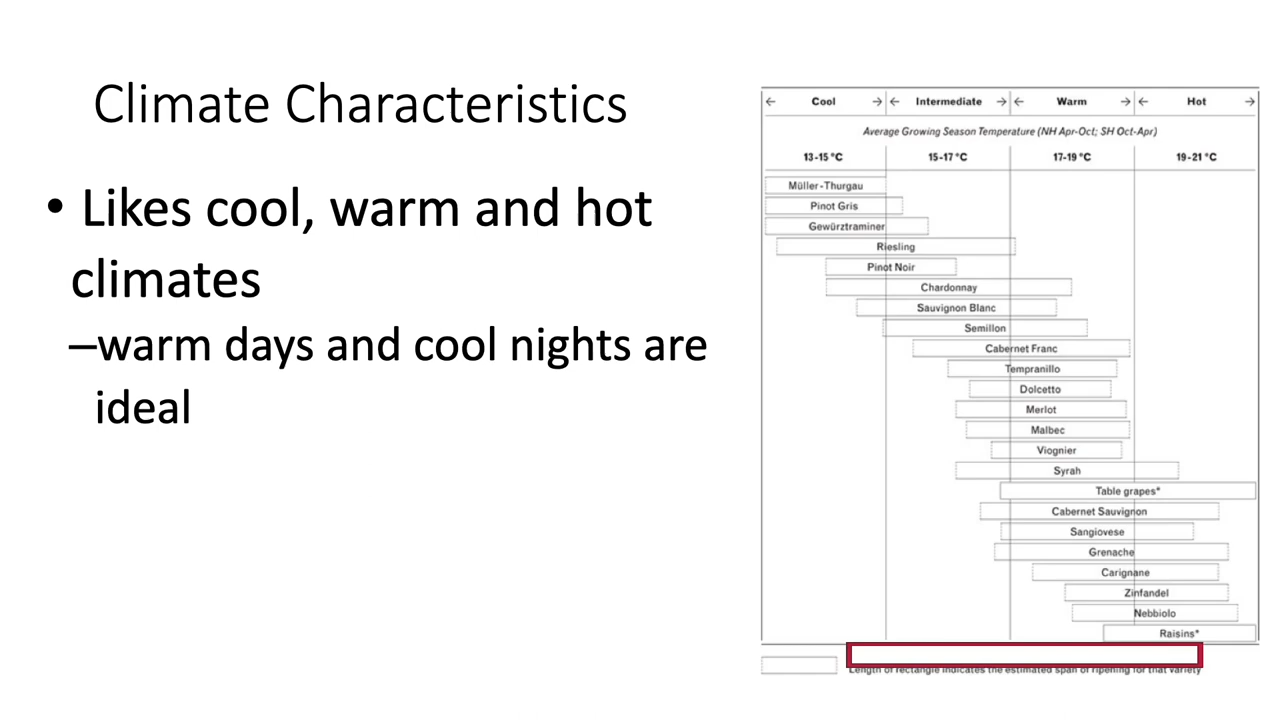 Climate Characteristics
• Likes cool, warm and hot
climates
–warm days and cool nights are
ideal
← Cool → ← Intermediate → ← Warm → ← Hot →
Average Growing Season Temperature (NH Apr-Oct; SH Oct-Apr)
13-15 °C 15-17 °C 17-19 °C 19-21 °C
Müller-Thurgau
Pinot Gris
Gewürztraminer
Riesling
Pinot Noir
Chardonnay
Sauvignon Blanc
Semillon
Cabernet Franc
Tempranillo
Dolcetto
Merlot
Malbec
Viognier
Syrah
Table grapes*
Cabernet Sauvignon
Sangiovese
Grenache
Carignane
Zinfandel
Nebbiolo
Raisins*
Length of rectangle indicates the estimated span of ripening for that variety